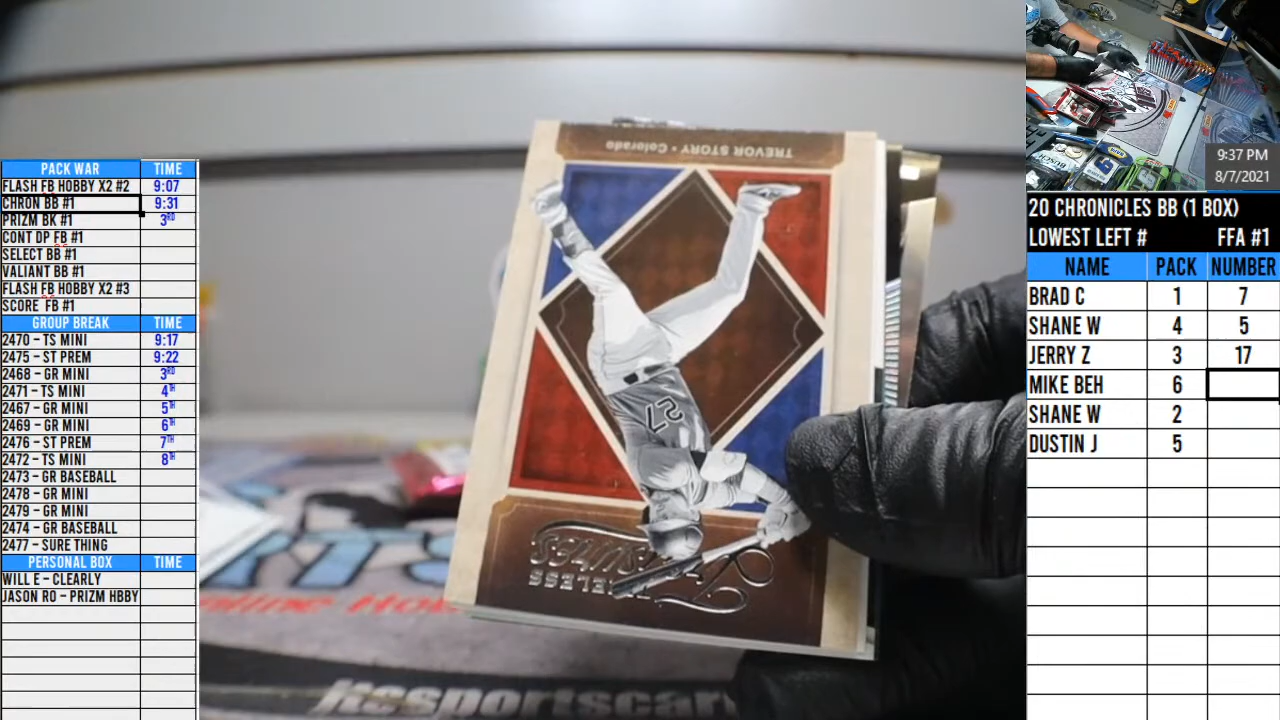 PACK WAR TIME
FLASH FB HOBBY X2 #2 9:07
CHRON BB #1 9:31
PRIZM BK #1 3RD
CONT DP FB #1
SELECT BB #1
VALIANT BB #1
FLASH FB HOBBY X2 #3
SCORE FB #1
GROUP BREAK TIME
2470 – TS MINI 9:17
2475 – ST PREM 9:22
2468 – GR MINI 3RD
2471 – TS MINI 4TH
2467 – GR MINI 5TH
2469 – GR MINI 6TH
2476 – ST PREM 7TH
2472 – TS MINI 8TH
2473 – GR BASEBALL
2478 – GR MINI
2479 – GR MINI
2474 – GR BASEBALL
2477 – SURE THING
PERSONAL BOX TIME
WILL E – CLEARLY
JASON RO – PRIZM HBBY
TREVOR STORY • Colorado
27
TIMELESS
Treasures
9:37 PM
8/7/2021
20 CHRONICLES BB (1 BOX)
LOWEST LEFT # FFA #1
NAME PACK NUMBER
BRAD C 1 7
SHANE W 4 5
JERRY Z 3 17
MIKE BEH 6
SHANE W 2
DUSTIN J 5